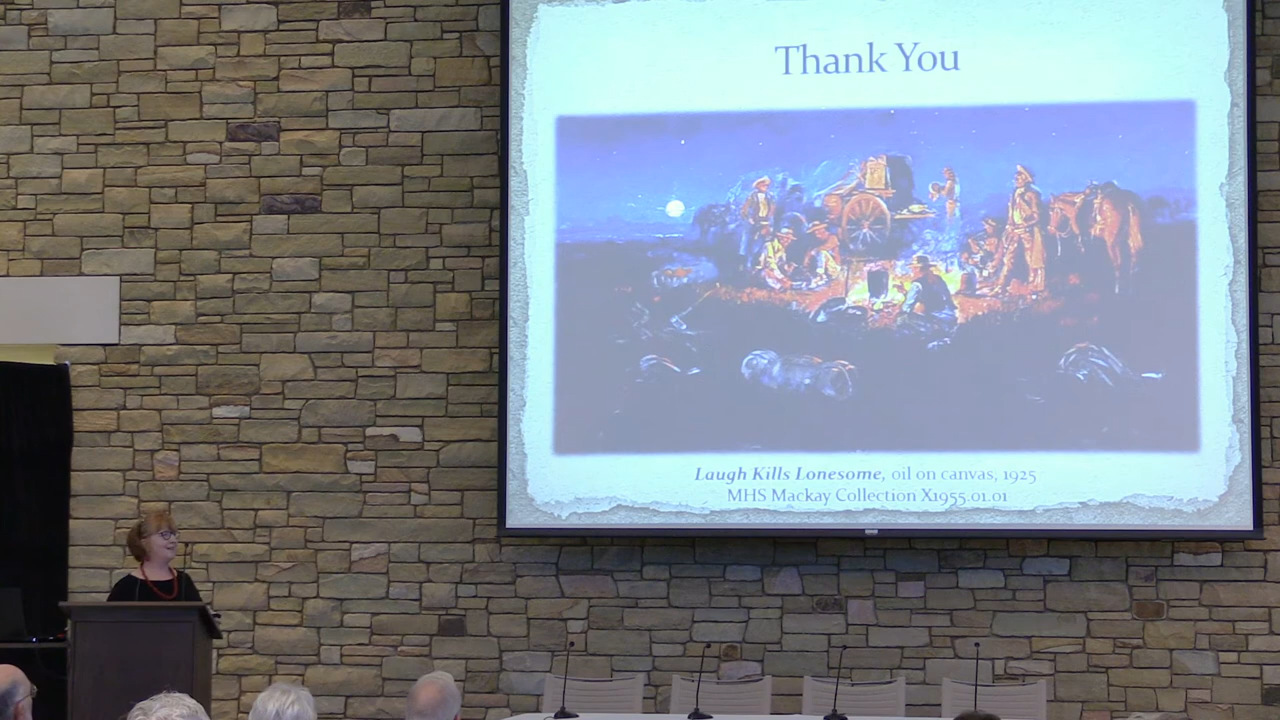 Thank You
Laugh Kills Lonesome, oil on canvas, 1925
MHS Mackay Collection X1955.01.01